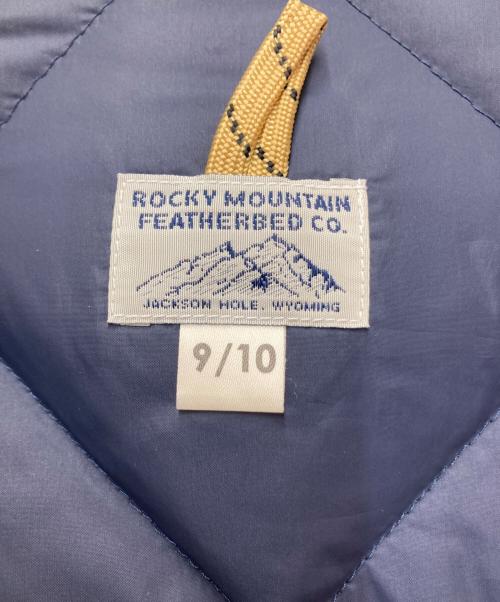 ROCKY MOUNTAIN
FEATHERBED CO.
JACKSON HOLE, WYOMING
9/10